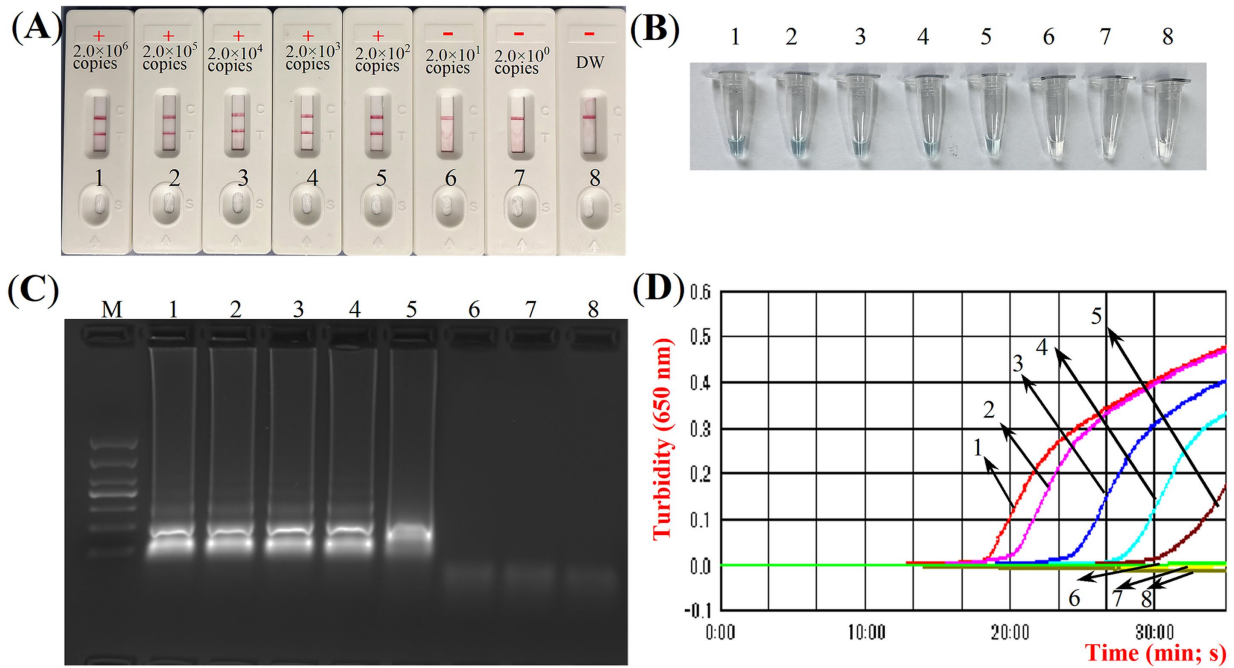 (A)
+ + + + + - - -
2.0×10⁶ copies
2.0×10⁵ copies
2.0×10⁴ copies
2.0×10³ copies
2.0×10² copies
2.0×10¹ copies
2.0×10⁰ copies
DW
C C C C C C C C
T T T T T T T T
1 2 3 4 5 6 7 8
S S S S S S S S
(B)
1 2 3 4 5 6 7 8
(C)
M 1 2 3 4 5 6 7 8
(D)
Turbidity (650 nm)
0.6
0.5
0.4
0.3
0.2
0.1
0.0
-0.1
1
2
3
4
5
6
7
8
0:00 10:00 20:00 30:00
Time (min; s)